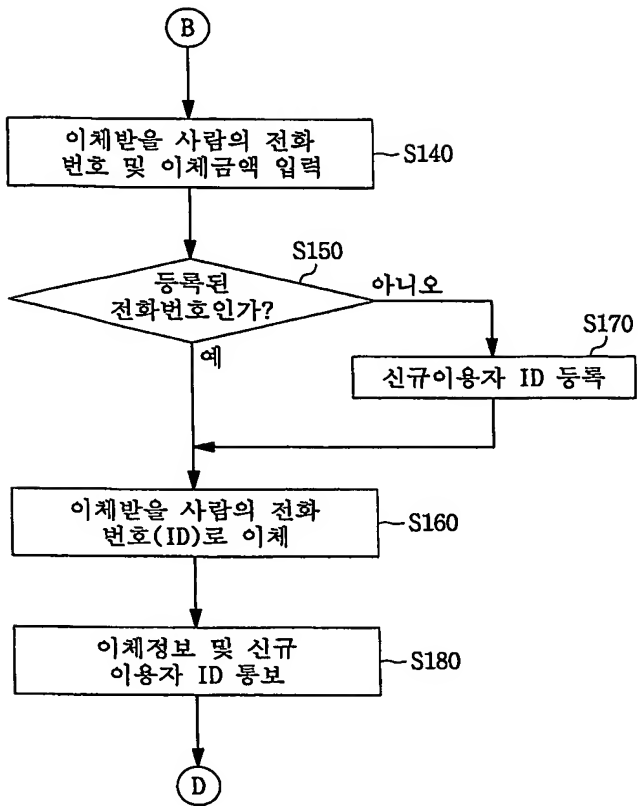 B
이체받을 사람의 전화
번호 및 이체금액 입력
S140
S150
등록된
전화번호인가?
아니오
예
S170
신규이용자 ID 등록
이체받을 사람의 전화
번호(ID)로 이체
S160
이체정보 및 신규
이용자 ID 통보
S180
D